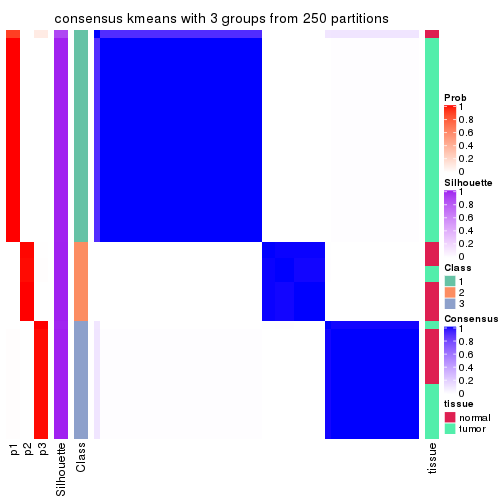 consensus kmeans with 3 groups from 250 partitions
Prob
1
0.8
0.6
0.4
0.2
0
Silhouette
1
0.8
0.6
0.4
0.2
0
Class
1
2
3
Consensus
1
0.8
0.6
0.4
0.2
0
tissue
normal
tumor
p1
p2
p3
Silhouette
Class
tissue